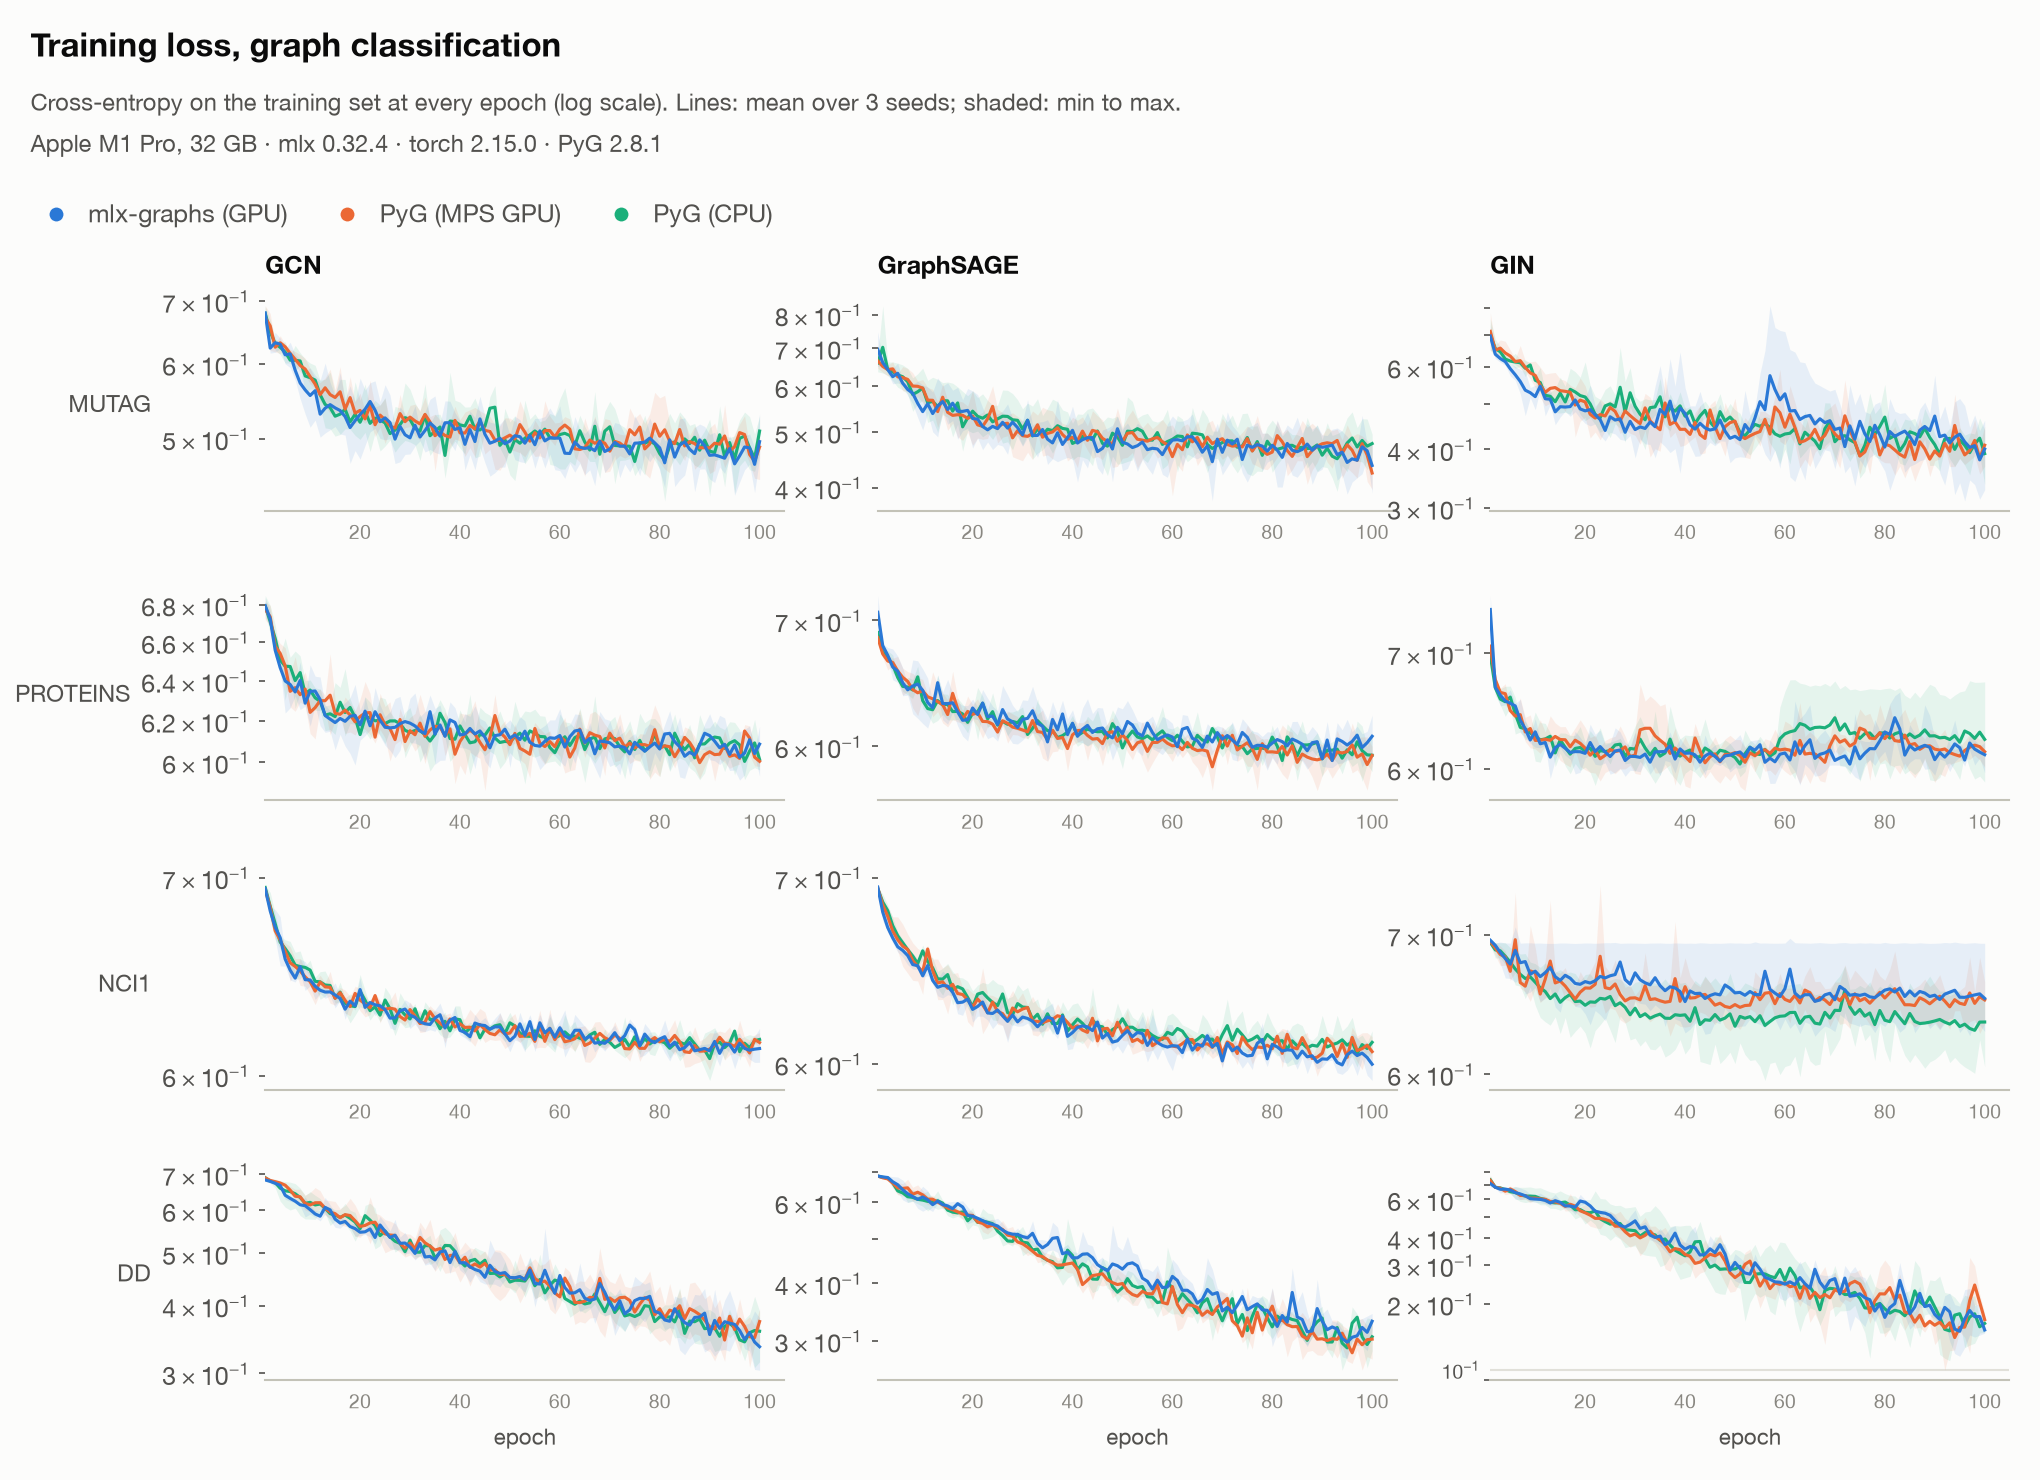 Training loss, graph classification
Cross-entropy on the training set at every epoch (log scale). Lines: mean over 3 seeds; shaded: min to max.
Apple M1 Pro, 32 GB · mlx 0.32.4 · torch 2.15.0 · PyG 2.8.1
mlx-graphs (GPU) PyG (MPS GPU) PyG (CPU)
GCN GraphSAGE GIN
MUTAG
7 × 10⁻¹
6 × 10⁻¹
5 × 10⁻¹
20 40 60 80 100
8 × 10⁻¹
7 × 10⁻¹
6 × 10⁻¹
5 × 10⁻¹
4 × 10⁻¹
20 40 60 80 100
6 × 10⁻¹
4 × 10⁻¹
3 × 10⁻¹
20 40 60 80 100
PROTEINS
6.8 × 10⁻¹
6.6 × 10⁻¹
6.4 × 10⁻¹
6.2 × 10⁻¹
6 × 10⁻¹
20 40 60 80 100
7 × 10⁻¹
6 × 10⁻¹
20 40 60 80 100
7 × 10⁻¹
6 × 10⁻¹
20 40 60 80 100
NCI1
7 × 10⁻¹
6 × 10⁻¹
20 40 60 80 100
7 × 10⁻¹
6 × 10⁻¹
20 40 60 80 100
7 × 10⁻¹
6 × 10⁻¹
20 40 60 80 100
DD
7 × 10⁻¹
6 × 10⁻¹
5 × 10⁻¹
4 × 10⁻¹
3 × 10⁻¹
20 40 60 80 100
epoch
6 × 10⁻¹
4 × 10⁻¹
3 × 10⁻¹
20 40 60 80 100
epoch
6 × 10⁻¹
4 × 10⁻¹
3 × 10⁻¹
2 × 10⁻¹
10⁻¹
20 40 60 80 100
epoch